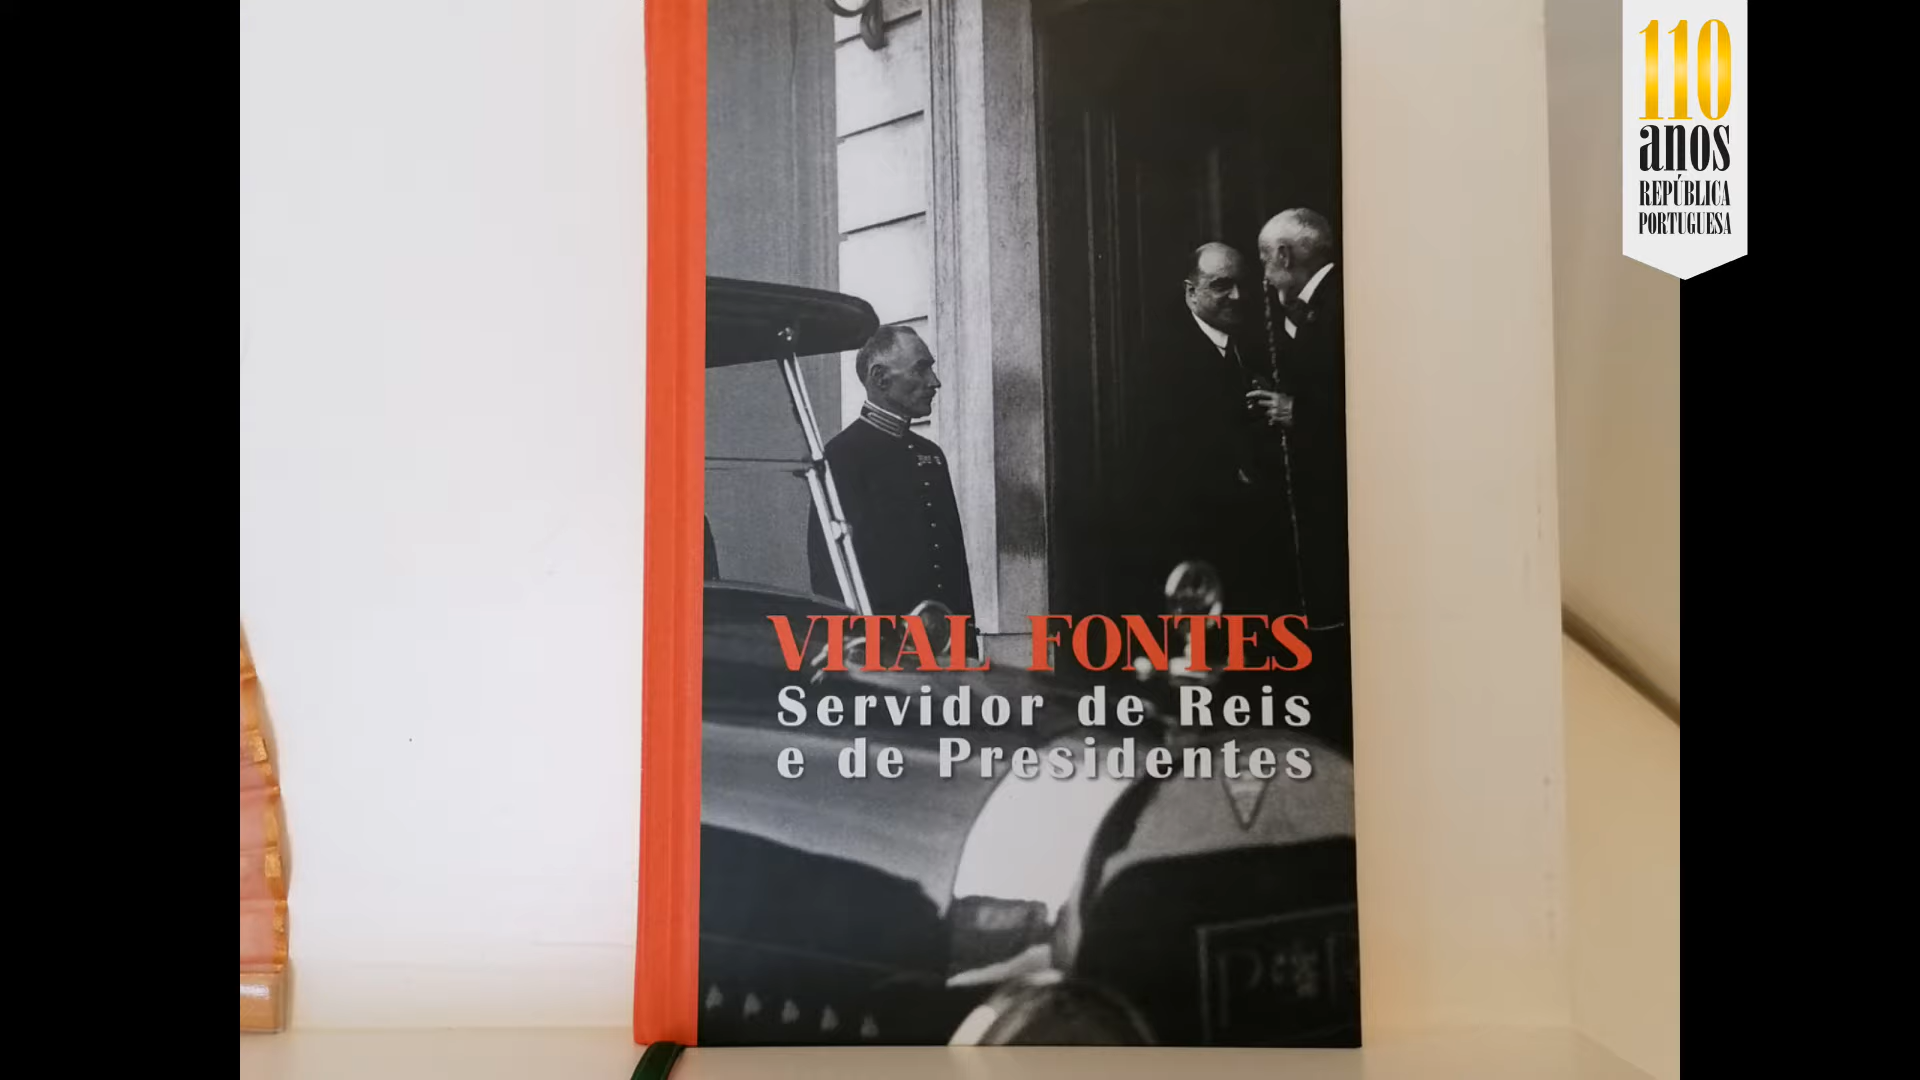 VITAL FONTES
Servidor de Reis
e de Presidentes
110
anos
REPÚBLICA
PORTUGUESA